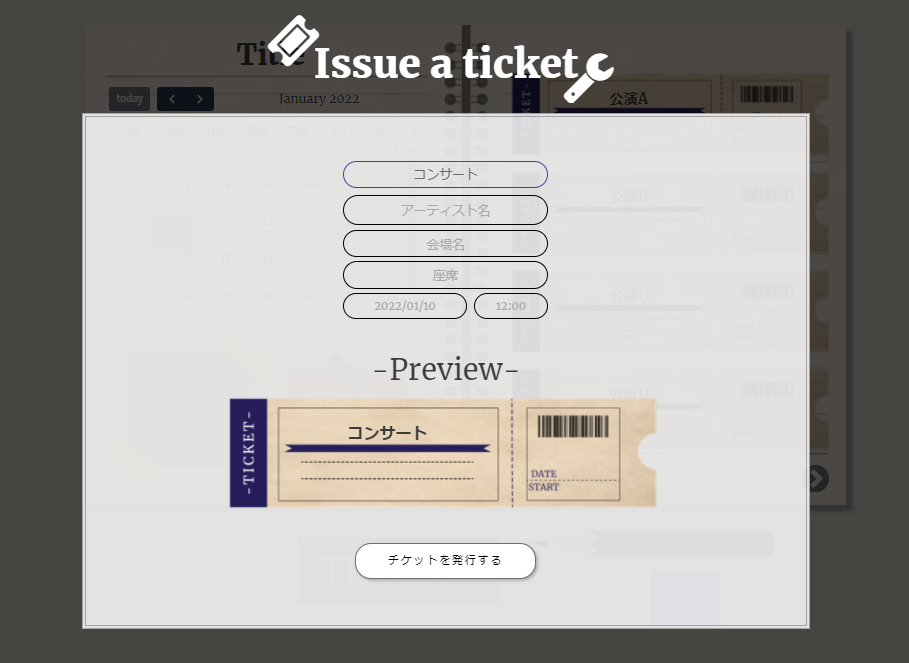 Title
Issue a ticket
today
January 2022
TICKET-
公演A
コンサート
アーティスト名
会場名
座席
2022/01/10 12:00
公演B
公演C
公演D
-Preview-
-TICKET-
コンサート
DATE
START
チケットを発行する